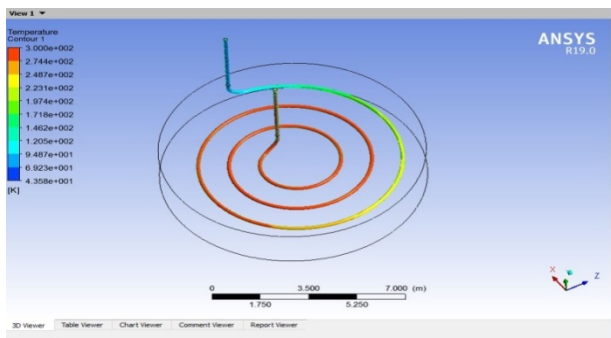 View 1
Temperature
Contour 1
3.000e+002
2.744e+002
2.487e+002
2.231e+002
1.974e+002
1.718e+002
1.462e+002
1.205e+002
9.487e+001
6.923e+001
4.358e+001
[K]
ANSYS
R19.0
X
Z
0 3.500 7.000 (m)
1.750 5.250
3D Viewer Table Viewer Chart Viewer Comment Viewer Report Viewer